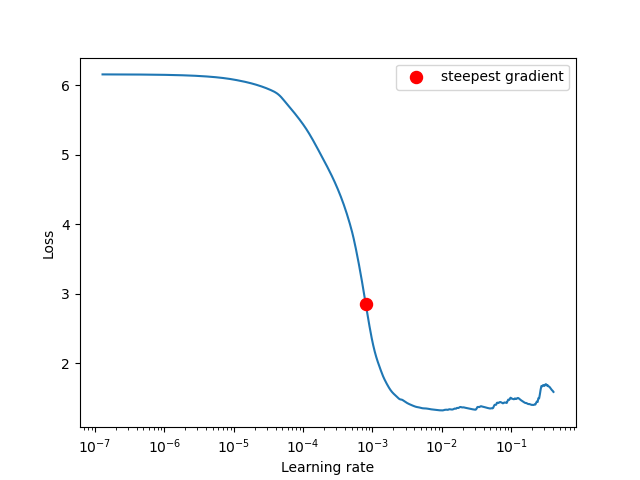 steepest gradient
6
5
4
3
2
Loss
10⁻⁷ 10⁻⁶ 10⁻⁵ 10⁻⁴ 10⁻³ 10⁻² 10⁻¹
Learning rate